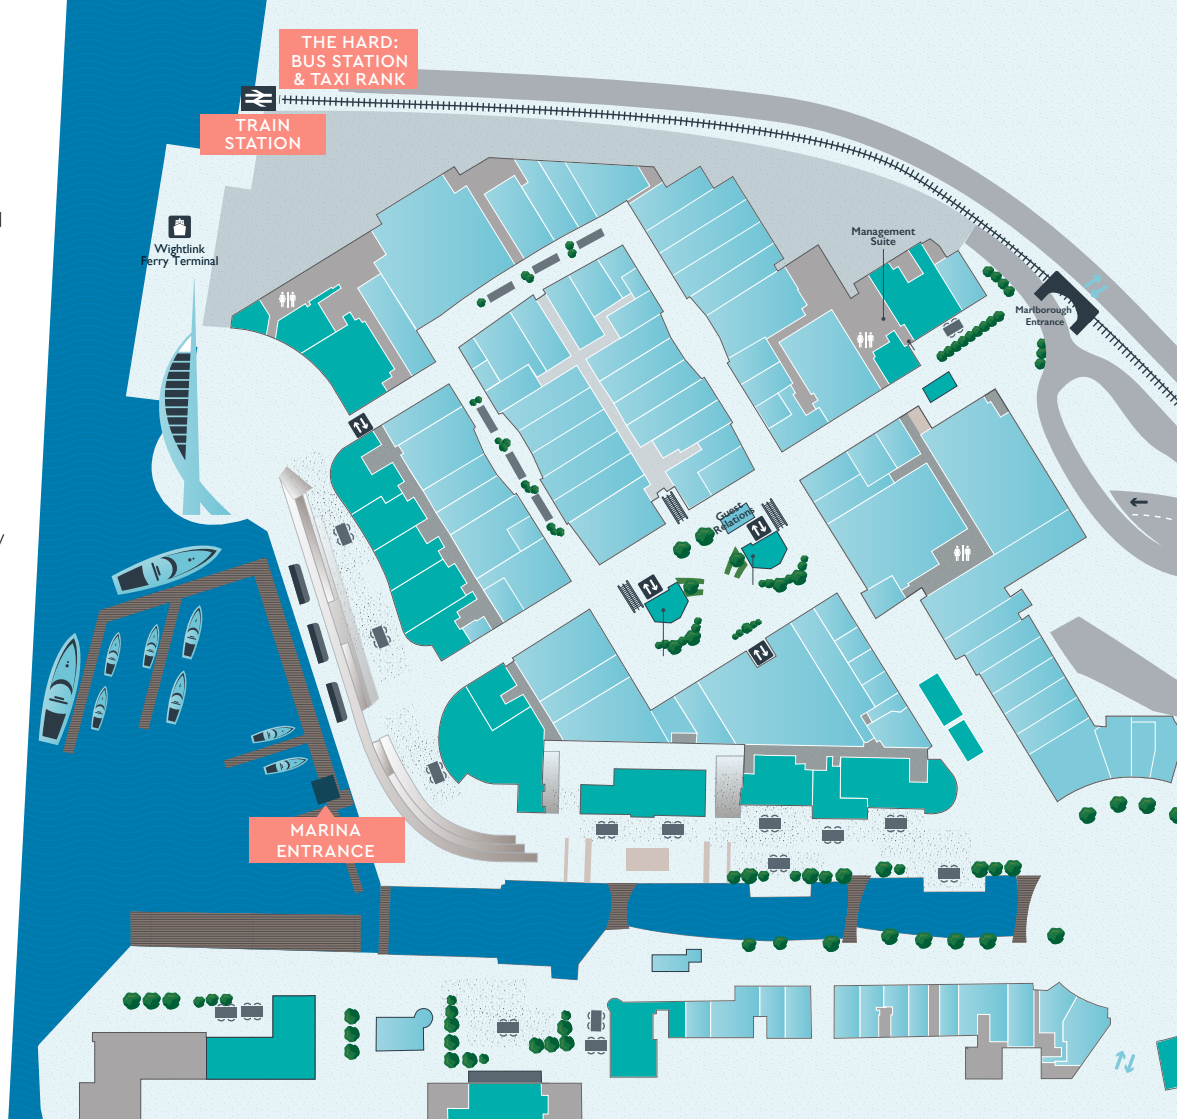 THE HARD:
BUS STATION
& TAXI RANK
TRAIN
STATION
Management
Suite
Wightlink
Ferry Terminal
Marlborough
Entrance
Guest
Relations
MARINA
ENTRANCE